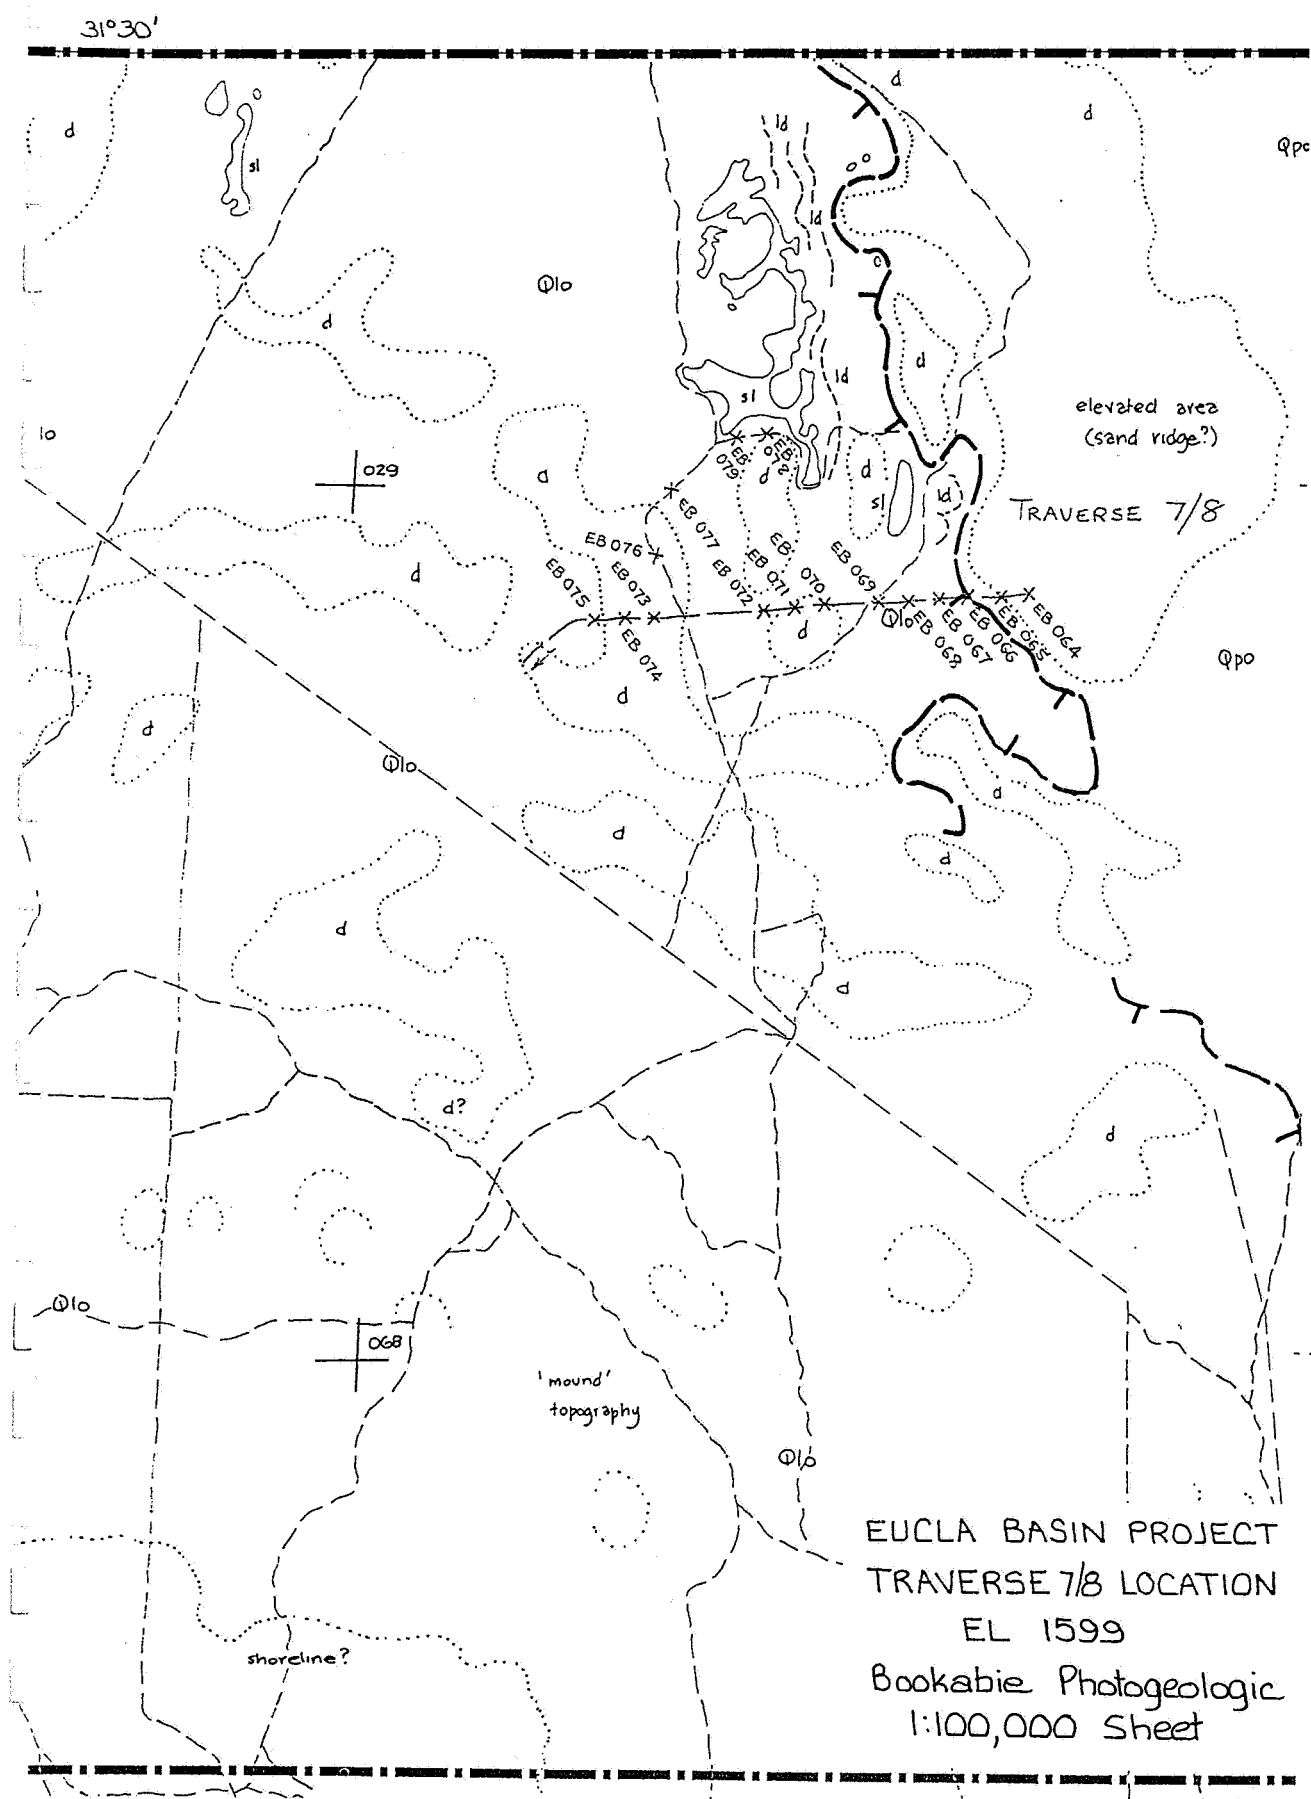 31°30'
d
d
d
ld
Qpc
sl
ld
Qlo
d
d
ld
sl
elevated area
(sand ridge?)
lo
029
EB 079
EB 078
d
d
d
sl
ld
TRAVERSE 7/8
EB 076
EB 077
d
EB 075
EB 073
EB 072
EB 071
EB 070
EB 069
Qlo
EB 068
EB 067
EB 066
EB 065
EB 064
EB 074
d
Qpo
d
d
Qlo
d
d
d
d
d
d?
d
Qlo
068
'mound'
topography
Qlo
EUCLA BASIN PROJECT
TRAVERSE 7/8 LOCATION
EL 1599
shoreline?
Bookabie Photogeologic
1:100,000 Sheet